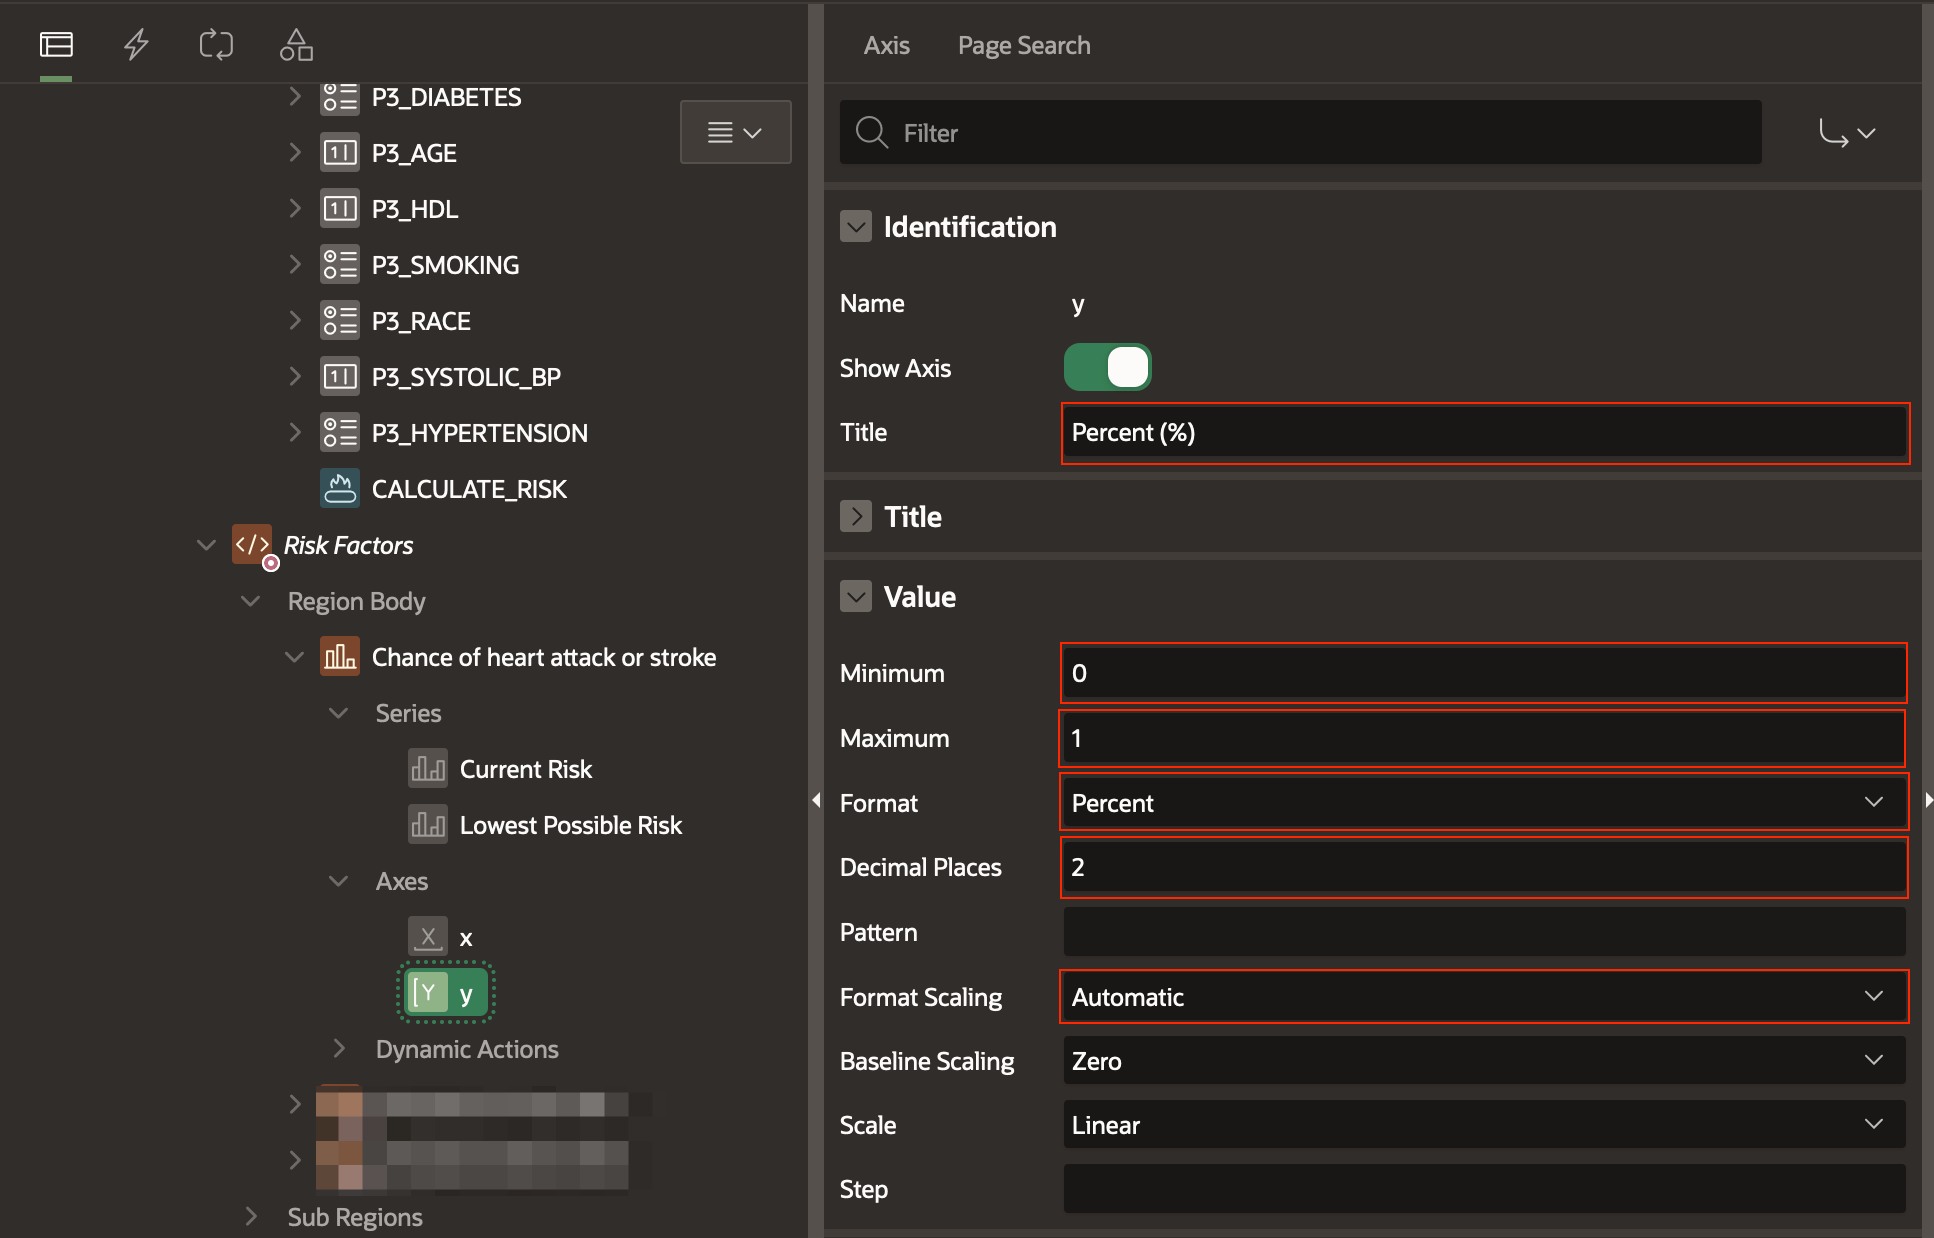 P3_DIABETES
P3_AGE
P3_HDL
P3_SMOKING
P3_RACE
P3_SYSTOLIC_BP
P3_HYPERTENSION
CALCULATE_RISK
Risk Factors
Region Body
Chance of heart attack or stroke
Series
Current Risk
Lowest Possible Risk
Axes
x
y
Dynamic Actions
Sub Regions
Axis
Page Search
Filter
Identification
Name y
Show Axis
Title Percent (%)
Title
Value
Minimum 0
Maximum 1
Format Percent
Decimal Places 2
Pattern
Format Scaling Automatic
Baseline Scaling Zero
Scale Linear
Step